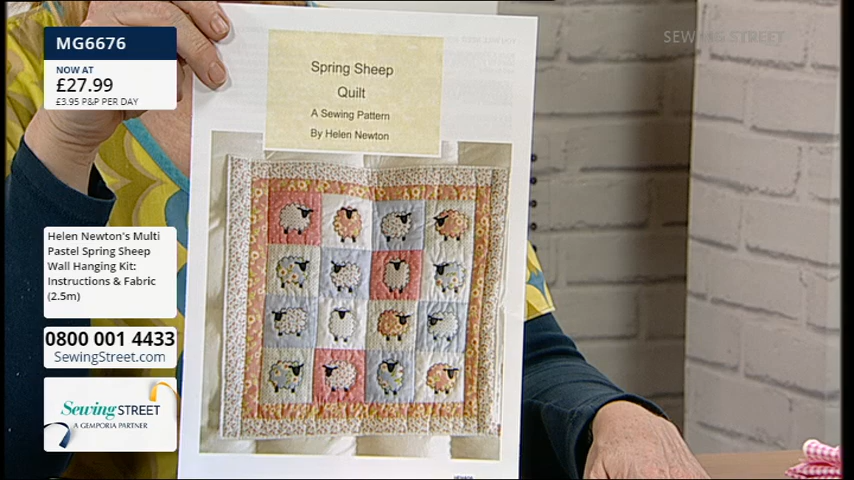 MG6676
NOW AT
£27.99
£3.95 P&P PER DAY
Helen Newton's Multi
Pastel Spring Sheep
Wall Hanging Kit:
Instructions & Fabric
(2.5m)
0800 001 4433
SewingStreet.com
Sewing STREET
A GEMPORIA PARTNER
Spring Sheep
Quilt
A Sewing Pattern
By Helen Newton
SEWING STREET